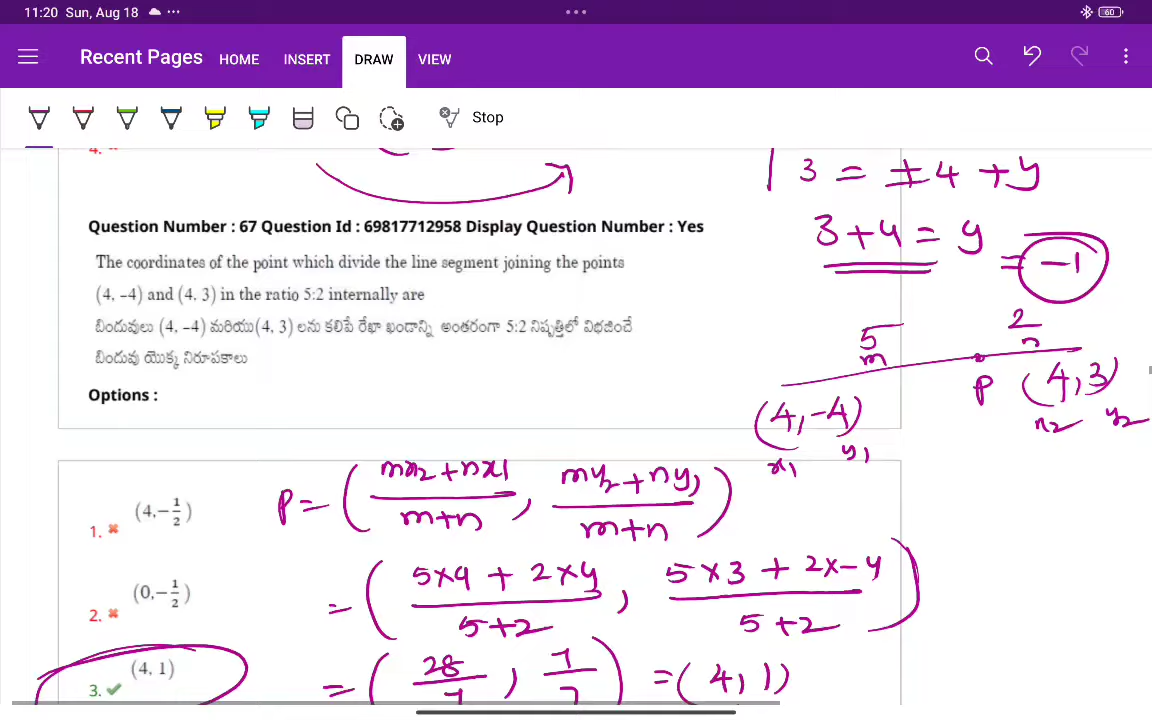 11:20 Sun, Aug 18 60
Recent Pages HOME INSERT DRAW VIEW
Stop
4.
3 = ±4 + y
3+4 = y = -1
Question Number : 67 Question Id : 69817712958 Display Question Number : Yes
The coordinates of the point which divide the line segment joining the points
(4, -4) and (4. 3) in the ratio 5:2 internally are
బిందువులు (4, -4) మరియు(4, 3) లను కలిపే రేఖా ఖండాన్ని అంతరంగా 5:2 నిష్పత్తిలో విభజించే
బిందువు యొక్క నిరూపకాలు
Options :
5 2
m n
P (4,3)
x2 y2
(4,-4)
x1 y1
P = (mx2+nx1/m+n, my2+ny1/m+n)
1. (4,-1/2)
= (5×4 + 2×4/5+2, 5×3 + 2×-4/5+2)
2. (0,-1/2)
= (28/7, 7/7) = (4,1)
(4, 1)
3.